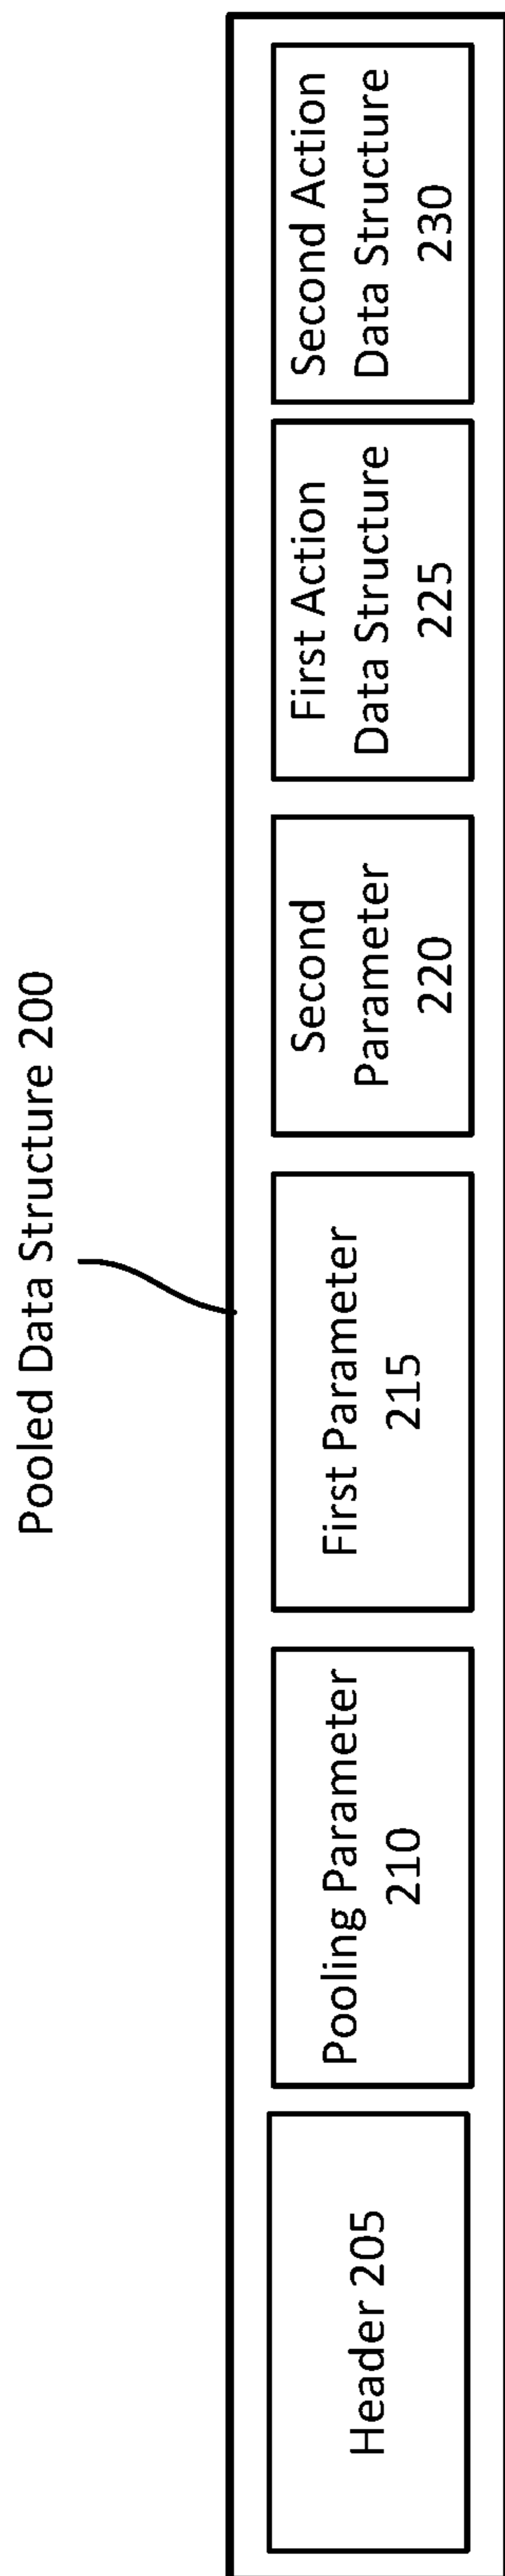 Pooled Data Structure 200
Header 205
Pooling Parameter
210
First Parameter
215
Second
Parameter
220
First Action
Data Structure
225
Second Action
Data Structure
230